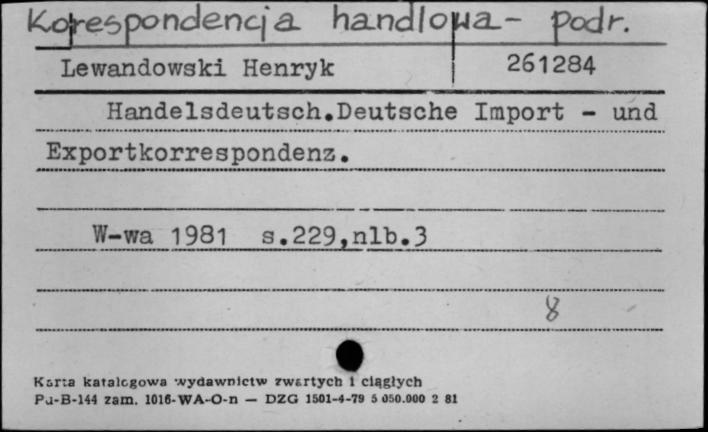 Korespondencja handlowa - podr.
Lewandowski Henryk 261284
Handelsdeutsch.Deutsche Import - und
Exportkorrespondenz.
W-wa 1981 s.229,nlb.3
8
Karta katalogowa wydawnictw zwartych i ciągłych
Pu-B-144 zam. 1016-WA-O-n — DZG 1501-4-79 5 050.000 2 81